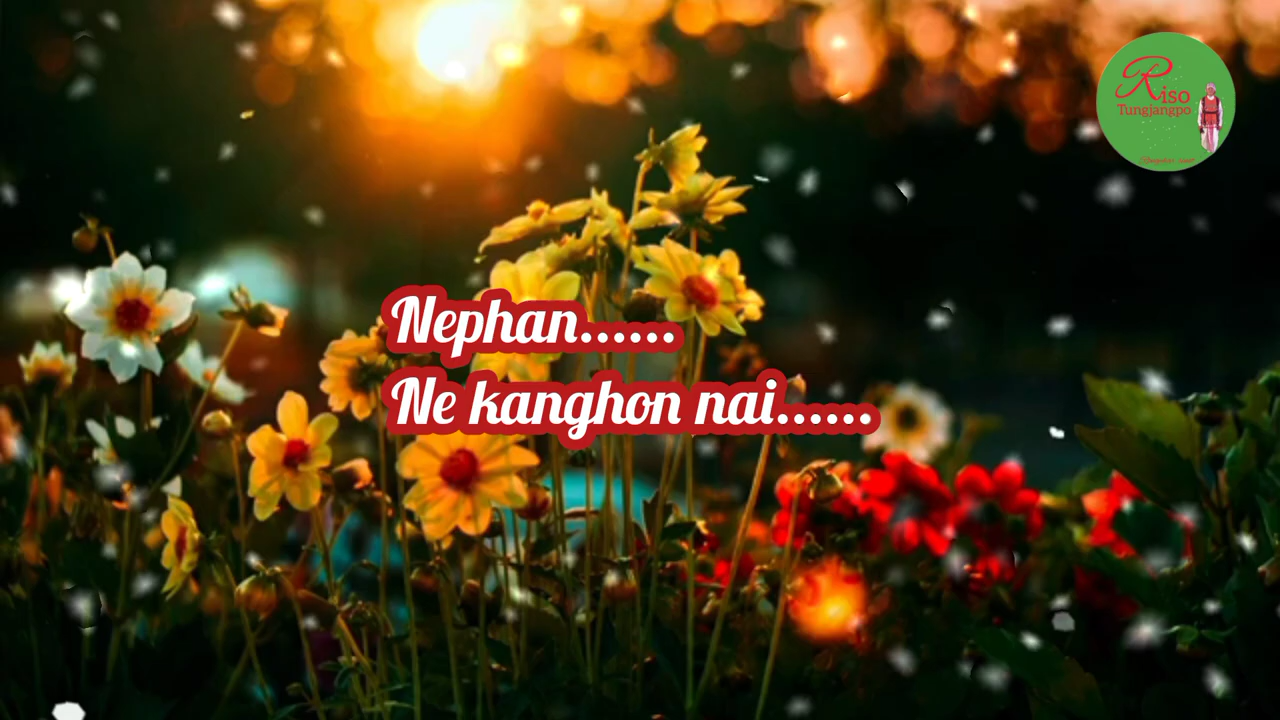 Riso
Tungjangpo
Nephan......
Ne kanghon nai......